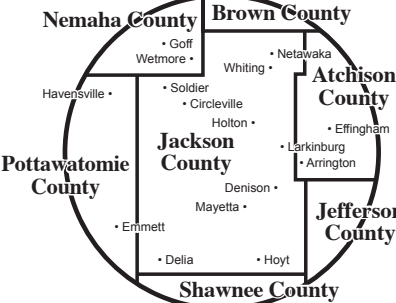 Nemaha County
Brown County
• Goff
Wetmore •
• Netawaka
Whiting •
Atchison
County
Havensville •
• Soldier
• Circleville
Holton •
• Effingham
Jackson
County
• Larkinburg
• Arrington
Pottawatomie
County
Denison •
Mayetta •
Jefferson
County
• Emmett
• Delia
• Hoyt
Shawnee County